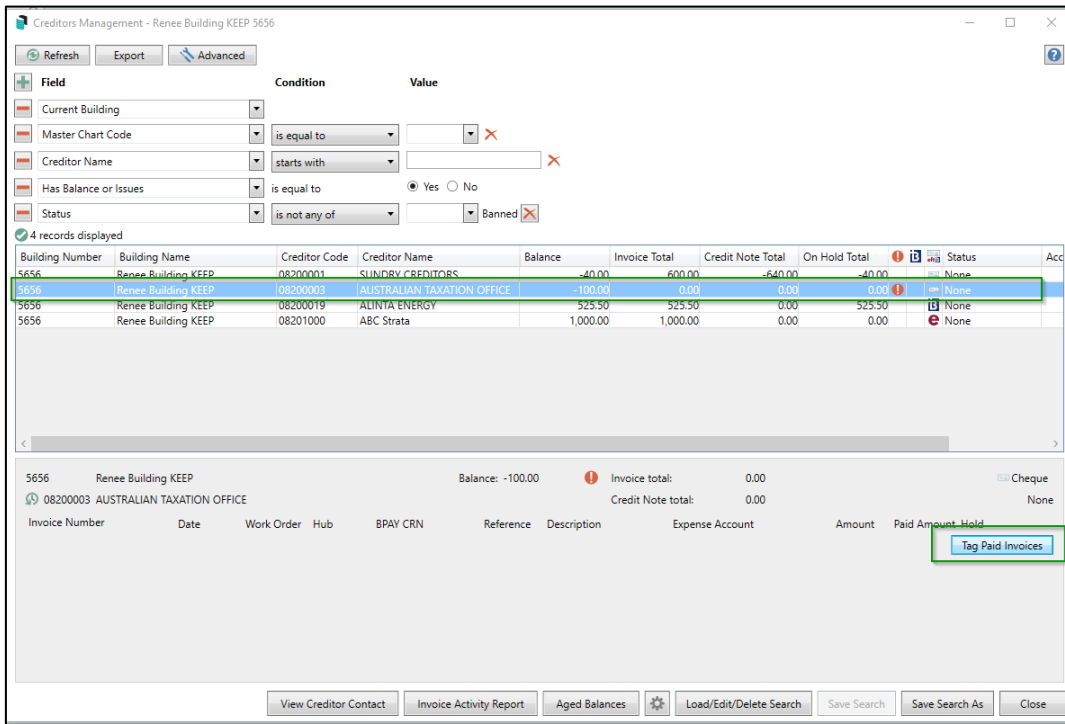 Creditors Management - Renee Building KEEP 5656
Refresh Export Advanced
Field Condition Value
Current Building
Master Chart Code is equal to
Creditor Name starts with
Has Balance or Issues is equal to Yes No
Status is not any of Banned
4 records displayed
Building Number Building Name Creditor Code Creditor Name Balance Invoice Total Credit Note Total On Hold Total Status Acc
5656 Renee Building KEEP 08200001 SUNDRY CREDITORS -40.00 600.00 -640.00 -40.00 None
5656 Renee Building KEEP 08200003 AUSTRALIAN TAXATION OFFICE -100.00 0.00 0.00 0.00 None
5656 Renee Building KEEP 08200019 ALINTA ENERGY 525.50 525.50 0.00 525.50 None
5656 Renee Building KEEP 08201000 ABC Strata 1,000.00 1,000.00 0.00 0.00 None
5656 Renee Building KEEP Balance: -100.00 Invoice total: 0.00 Cheque
08200003 AUSTRALIAN TAXATION OFFICE Credit Note total: 0.00 None
Invoice Number Date Work Order Hub BPAY CRN Reference Description Expense Account Amount Paid Amount Hold
Tag Paid Invoices
View Creditor Contact Invoice Activity Report Aged Balances Load/Edit/Delete Search Save Search Save Search As Close